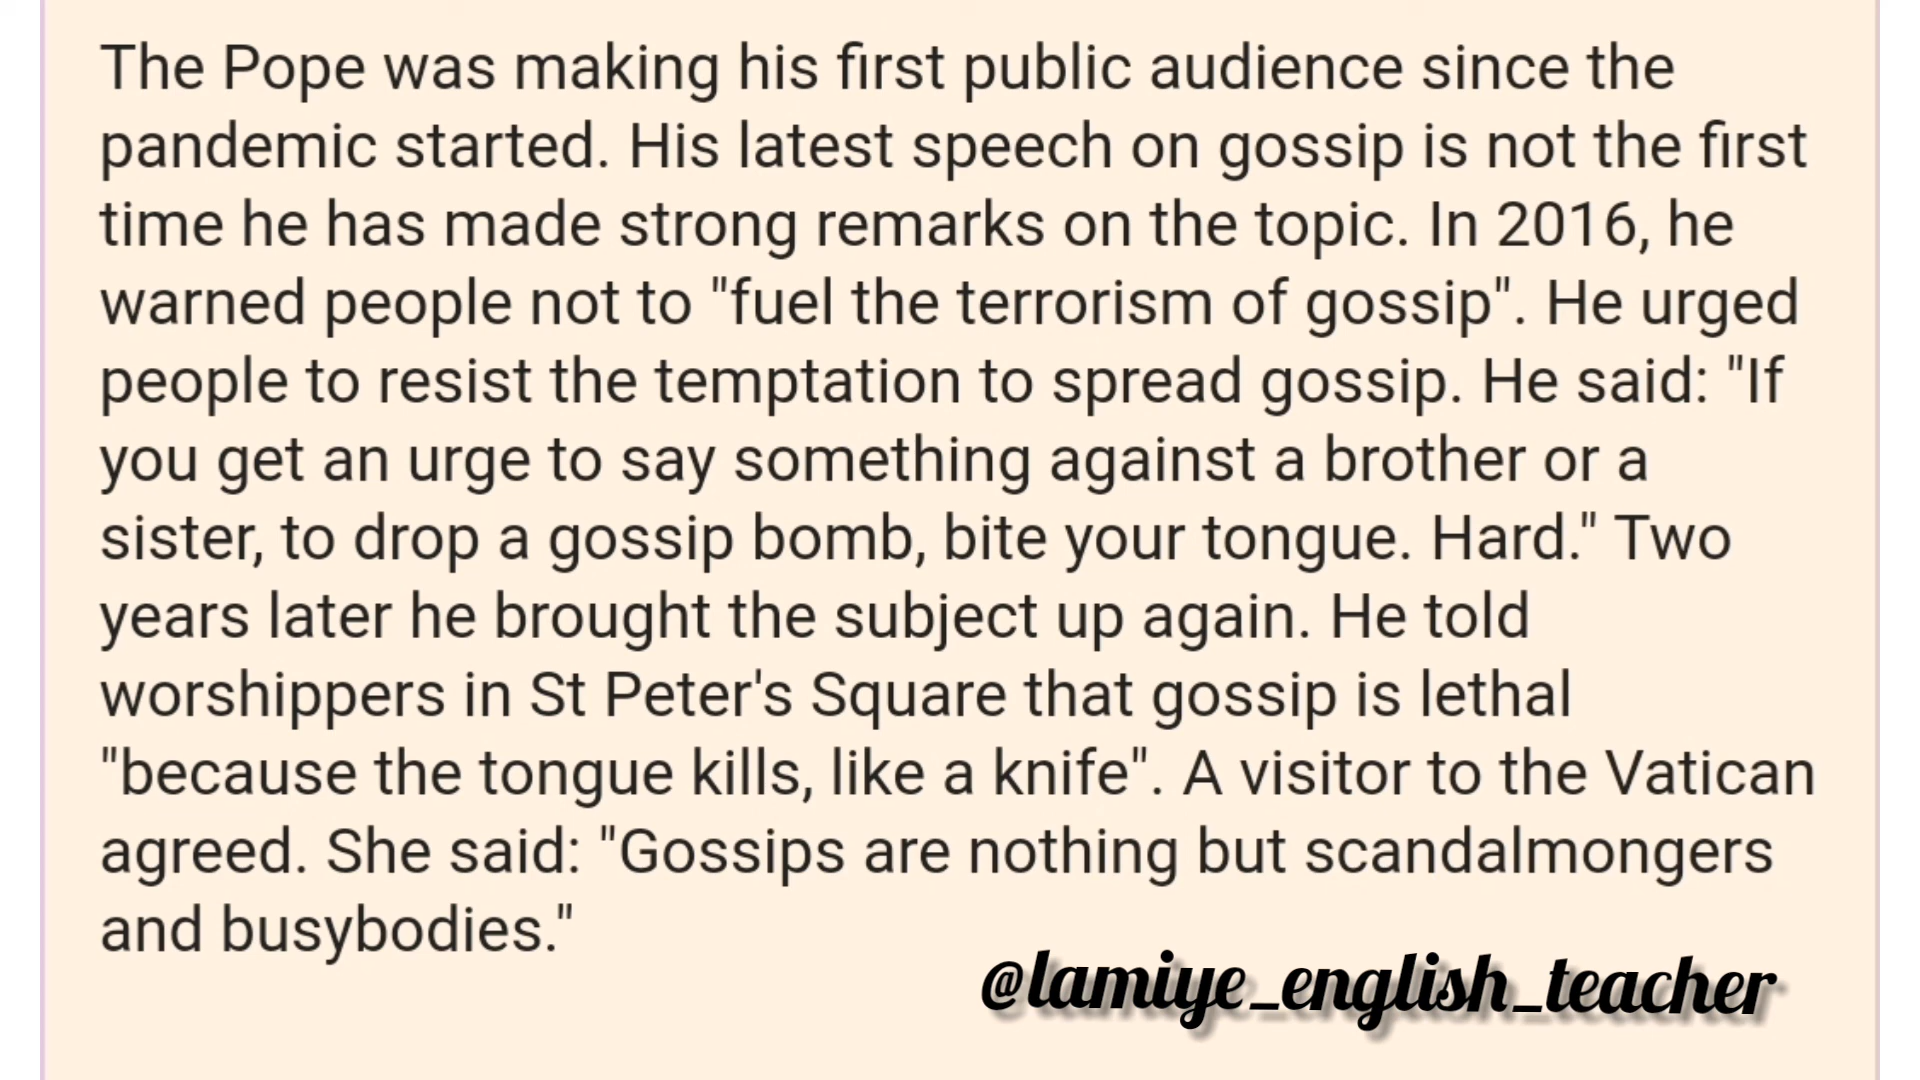 The Pope was making his first public audience since the
pandemic started. His latest speech on gossip is not the first
time he has made strong remarks on the topic. In 2016, he
warned people not to "fuel the terrorism of gossip". He urged
people to resist the temptation to spread gossip. He said: "If
you get an urge to say something against a brother or a
sister, to drop a gossip bomb, bite your tongue. Hard." Two
years later he brought the subject up again. He told
worshippers in St Peter's Square that gossip is lethal
"because the tongue kills, like a knife". A visitor to the Vatican
agreed. She said: "Gossips are nothing but scandalmongers
and busybodies."
@lamiye_english_teacher